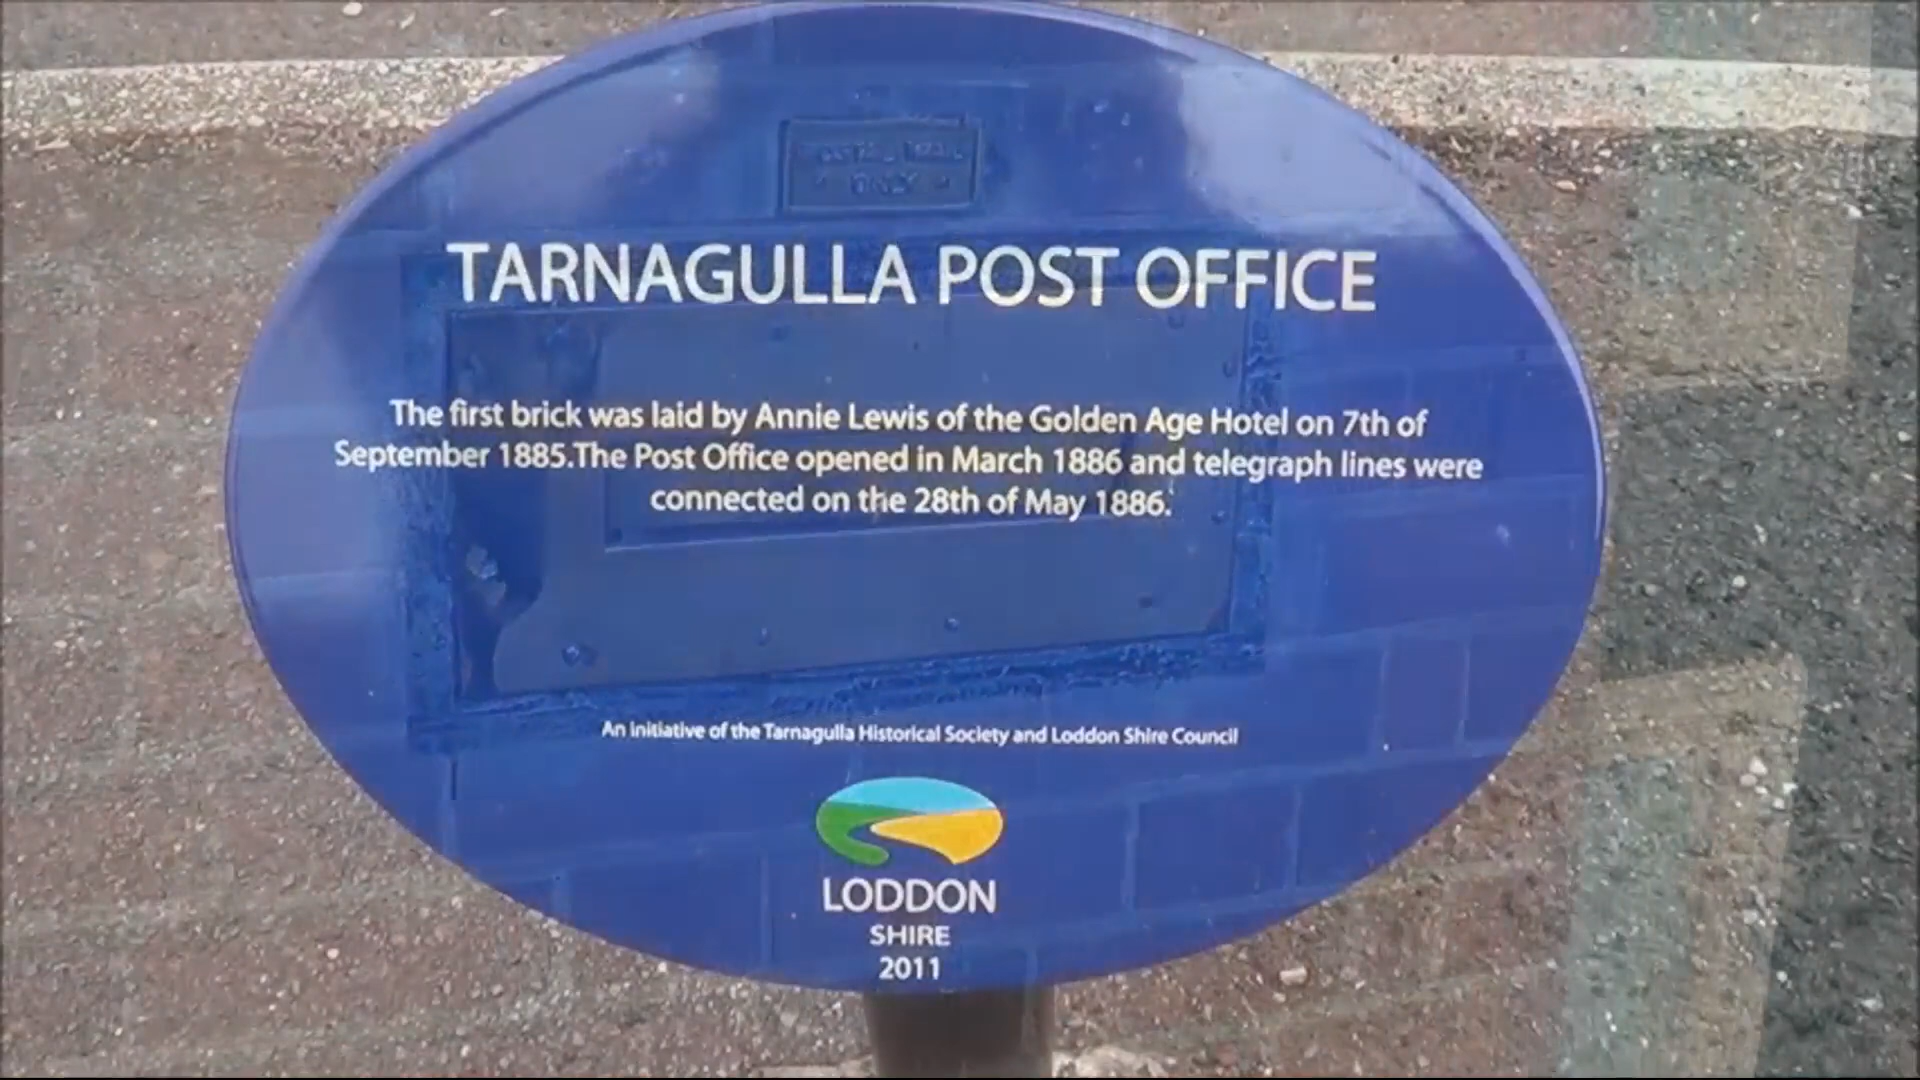 TARNAGULLA POST OFFICE
The first brick was laid by Annie Lewis of the Golden Age Hotel on 7th of
September 1885.The Post Office opened in March 1886 and telegraph lines were
connected on the 28th of May 1886.
An initiative of the Tarnagulla Historical Society and Loddon Shire Council
LODDON
SHIRE
2011